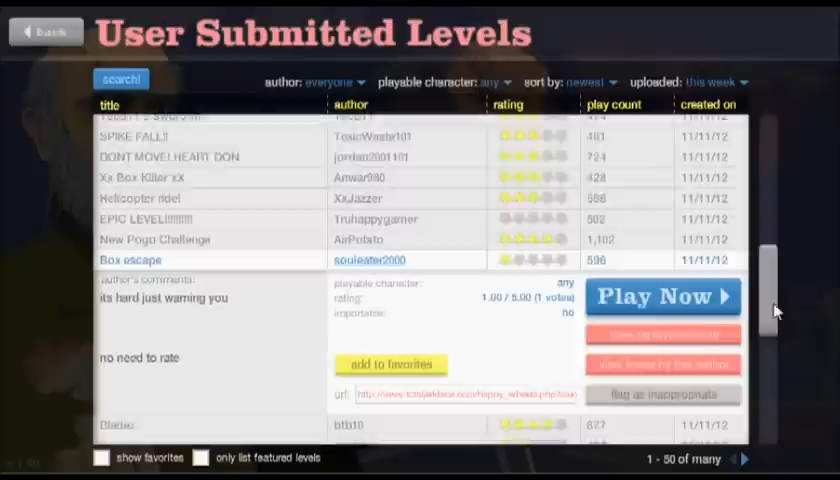 Back
User Submitted Levels
search!
author: everyone
playable character: any
sort by: newest
uploaded: this week
title author rating play count created on
SPIKE FALL!! ToxicWaste101 481 11/11/12
DONT MOVE!HEART DON jordan2001101 724 11/11/12
Xx Box Killer xX Anwar980 428 11/11/12
Helicopter ride! XxJazzer 11/11/12
EPIC LEVEL!!!!!!!!!! Truhappygamer 502 11/11/12
New Pogo Challenge AirPotato 1,102 11/11/12
Box escape souleater2000 596 11/11/12
author's comments:
its hard just warning you
no need to rate
playable character: any
rating: 1.00 / 5.00 (1 votes)
importable: no
Play Now
add to favorites
view levels by this author
url:
flag as inappropriate
btb10 677 11/11/12
show favorites
only list featured levels
1 - 50 of many